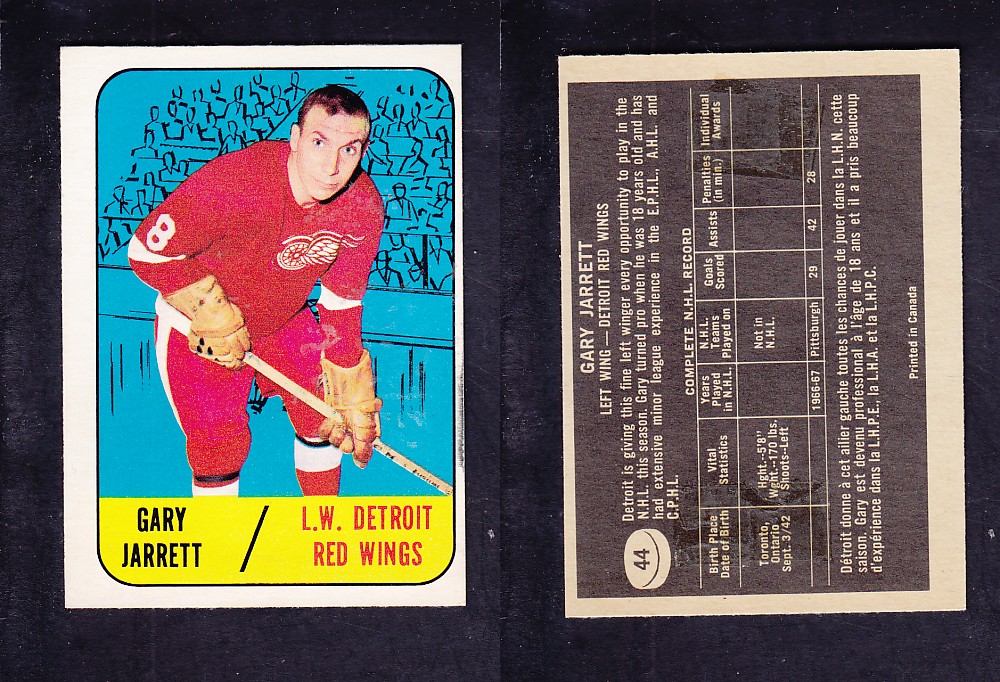 8
GARY
JARRETT
L.W. DETROIT
RED WINGS
GARY JARRETT
LEFT WING—DETROIT RED WINGS
44
Detroit is giving this fine left winger every opportunity to play in the
N.H.L. this season. Gary turned pro when he was 18 years old and has
had extensive minor league experience in the E.P.H.L., A.H.L. and
C.P.H.L.
COMPLETE N.H.L. RECORD
Birth Place
Date of Birth
Vital
Statistics
Years
Played
in N.H.L.
N.H.L.
Teams
Played on
Goals
Scored
Assists
Penalties
(in min.)
Individual
Awards
Toronto,
Ontario
Sept. 3/42
Hght.-5'8"
Wght.-170 lbs.
Shoots-Left
Not in
N.H.L.
1966-67 Pittsburgh 29 42 28
Détroit donne à cet ailier gauche toutes les chances de jouer dans la L.H.N. cette
saison. Gary est devenu professional à l'âge de 18 ans et il a pris beaucoup
d'expérience dans la L.H.P.E., la L.H.A. et la L.H.P.C.
Printed in Canada